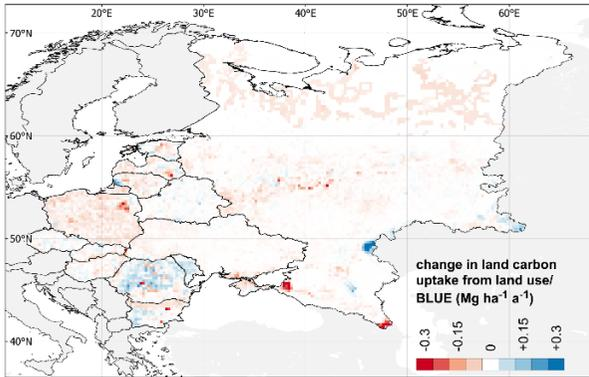 20°E 30°E 40°E 50°E 60°E
70°N
60°N
50°N
40°N
change in land carbon
uptake from land use/
BLUE (Mg ha⁻¹ a⁻¹)
-0.3 -0.15 0 +0.15 +0.3